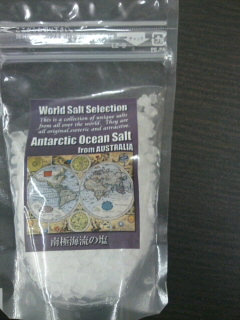 World Salt Selection
This is a collection of unique salts
from all over the world. They are
all original, esoteric and attractive
Antarctic Ocean Salt
from AUSTRALIA
南極海流の塩